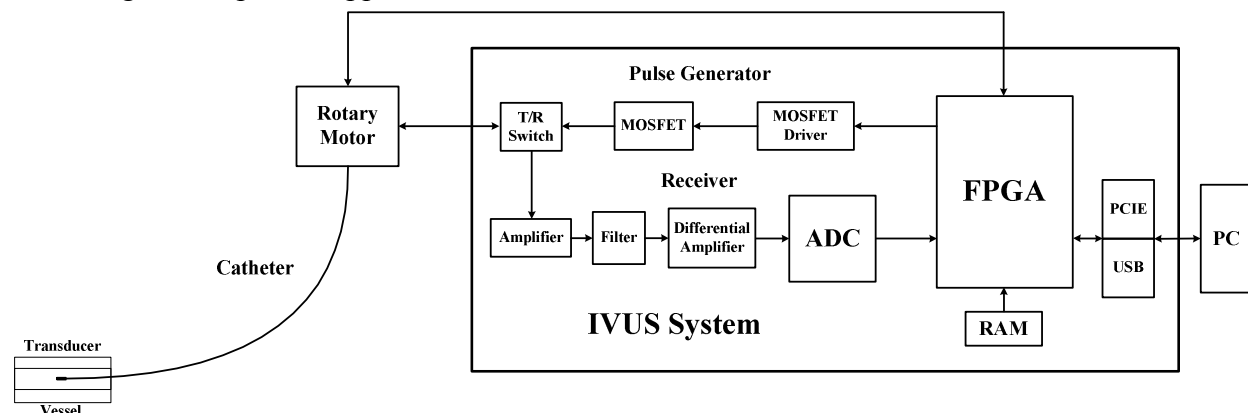 Pulse Generator
Rotary
Motor
T/R
Switch
MOSFET
MOSFET
Driver
FPGA
Receiver
Amplifier
Filter
Differential
Amplifier
ADC
PCIE
USB
PC
Catheter
IVUS System
RAM
Transducer
Vessel